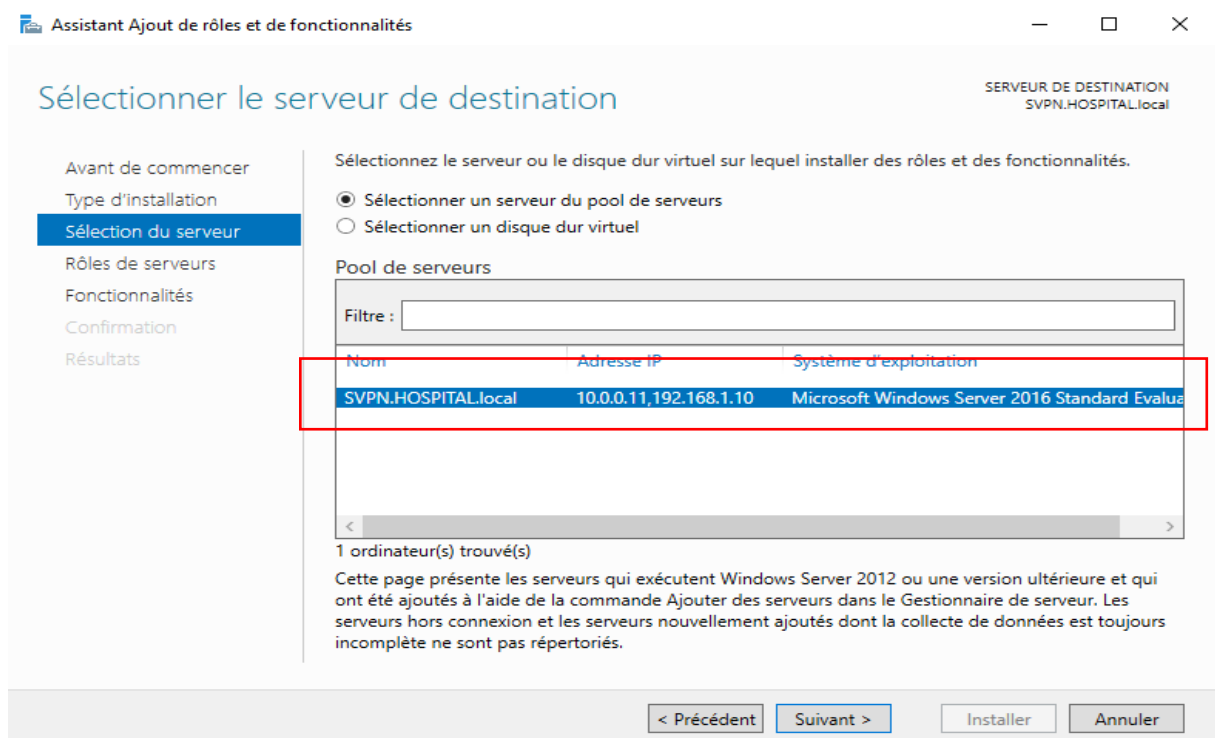 Assistant Ajout de rôles et de fonctionnalités
Sélectionner le serveur de destination
SERVEUR DE DESTINATION
SVPN.HOSPITAL.local
Avant de commencer
Type d'installation
Sélection du serveur
Rôles de serveurs
Fonctionnalités
Confirmation
Résultats
Sélectionnez le serveur ou le disque dur virtuel sur lequel installer des rôles et des fonctionnalités.
Sélectionner un serveur du pool de serveurs
Sélectionner un disque dur virtuel
Pool de serveurs
Filtre :
Nom Adresse IP Système d'exploitation
SVPN.HOSPITAL.local 10.0.0.11,192.168.1.10 Microsoft Windows Server 2016 Standard Evalua
1 ordinateur(s) trouvé(s)
Cette page présente les serveurs qui exécutent Windows Server 2012 ou une version ultérieure et qui
ont été ajoutés à l'aide de la commande Ajouter des serveurs dans le Gestionnaire de serveur. Les
serveurs hors connexion et les serveurs nouvellement ajoutés dont la collecte de données est toujours
incomplète ne sont pas répertoriés.
< Précédent Suivant > Installer Annuler